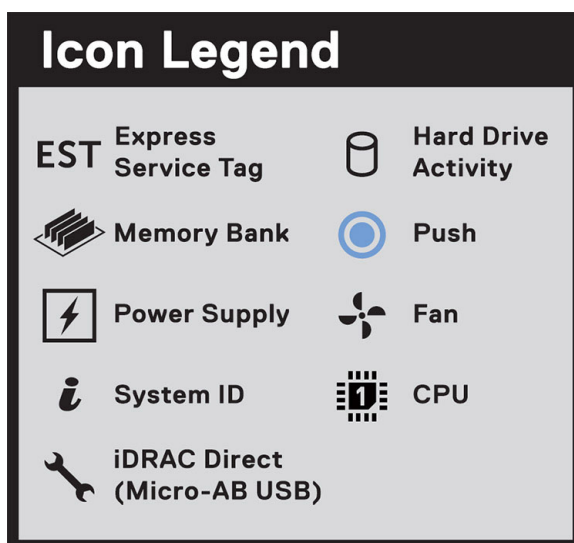 Icon Legend
EST
Express
Service Tag
Hard Drive
Activity
Memory Bank
Push
Power Supply
Fan
i
System ID
1
CPU
iDRAC Direct
(Micro-AB USB)